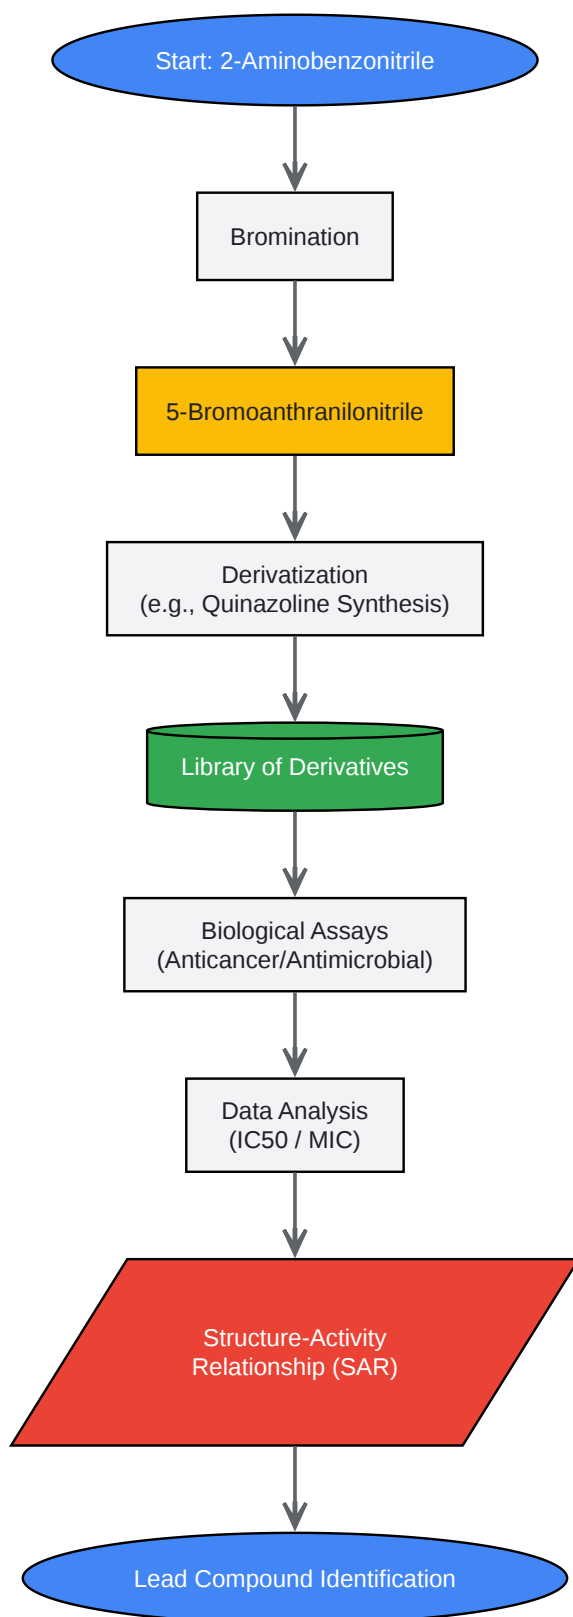 Start: 2-Aminobenzonitrile
Bromination
5-Bromoanthranilonitrile
Derivatization
(e.g., Quinazoline Synthesis)
Library of Derivatives
Biological Assays
(Anticancer/Antimicrobial)
Data Analysis
(IC50 / MIC)
Structure-Activity
Relationship (SAR)
Lead Compound Identification